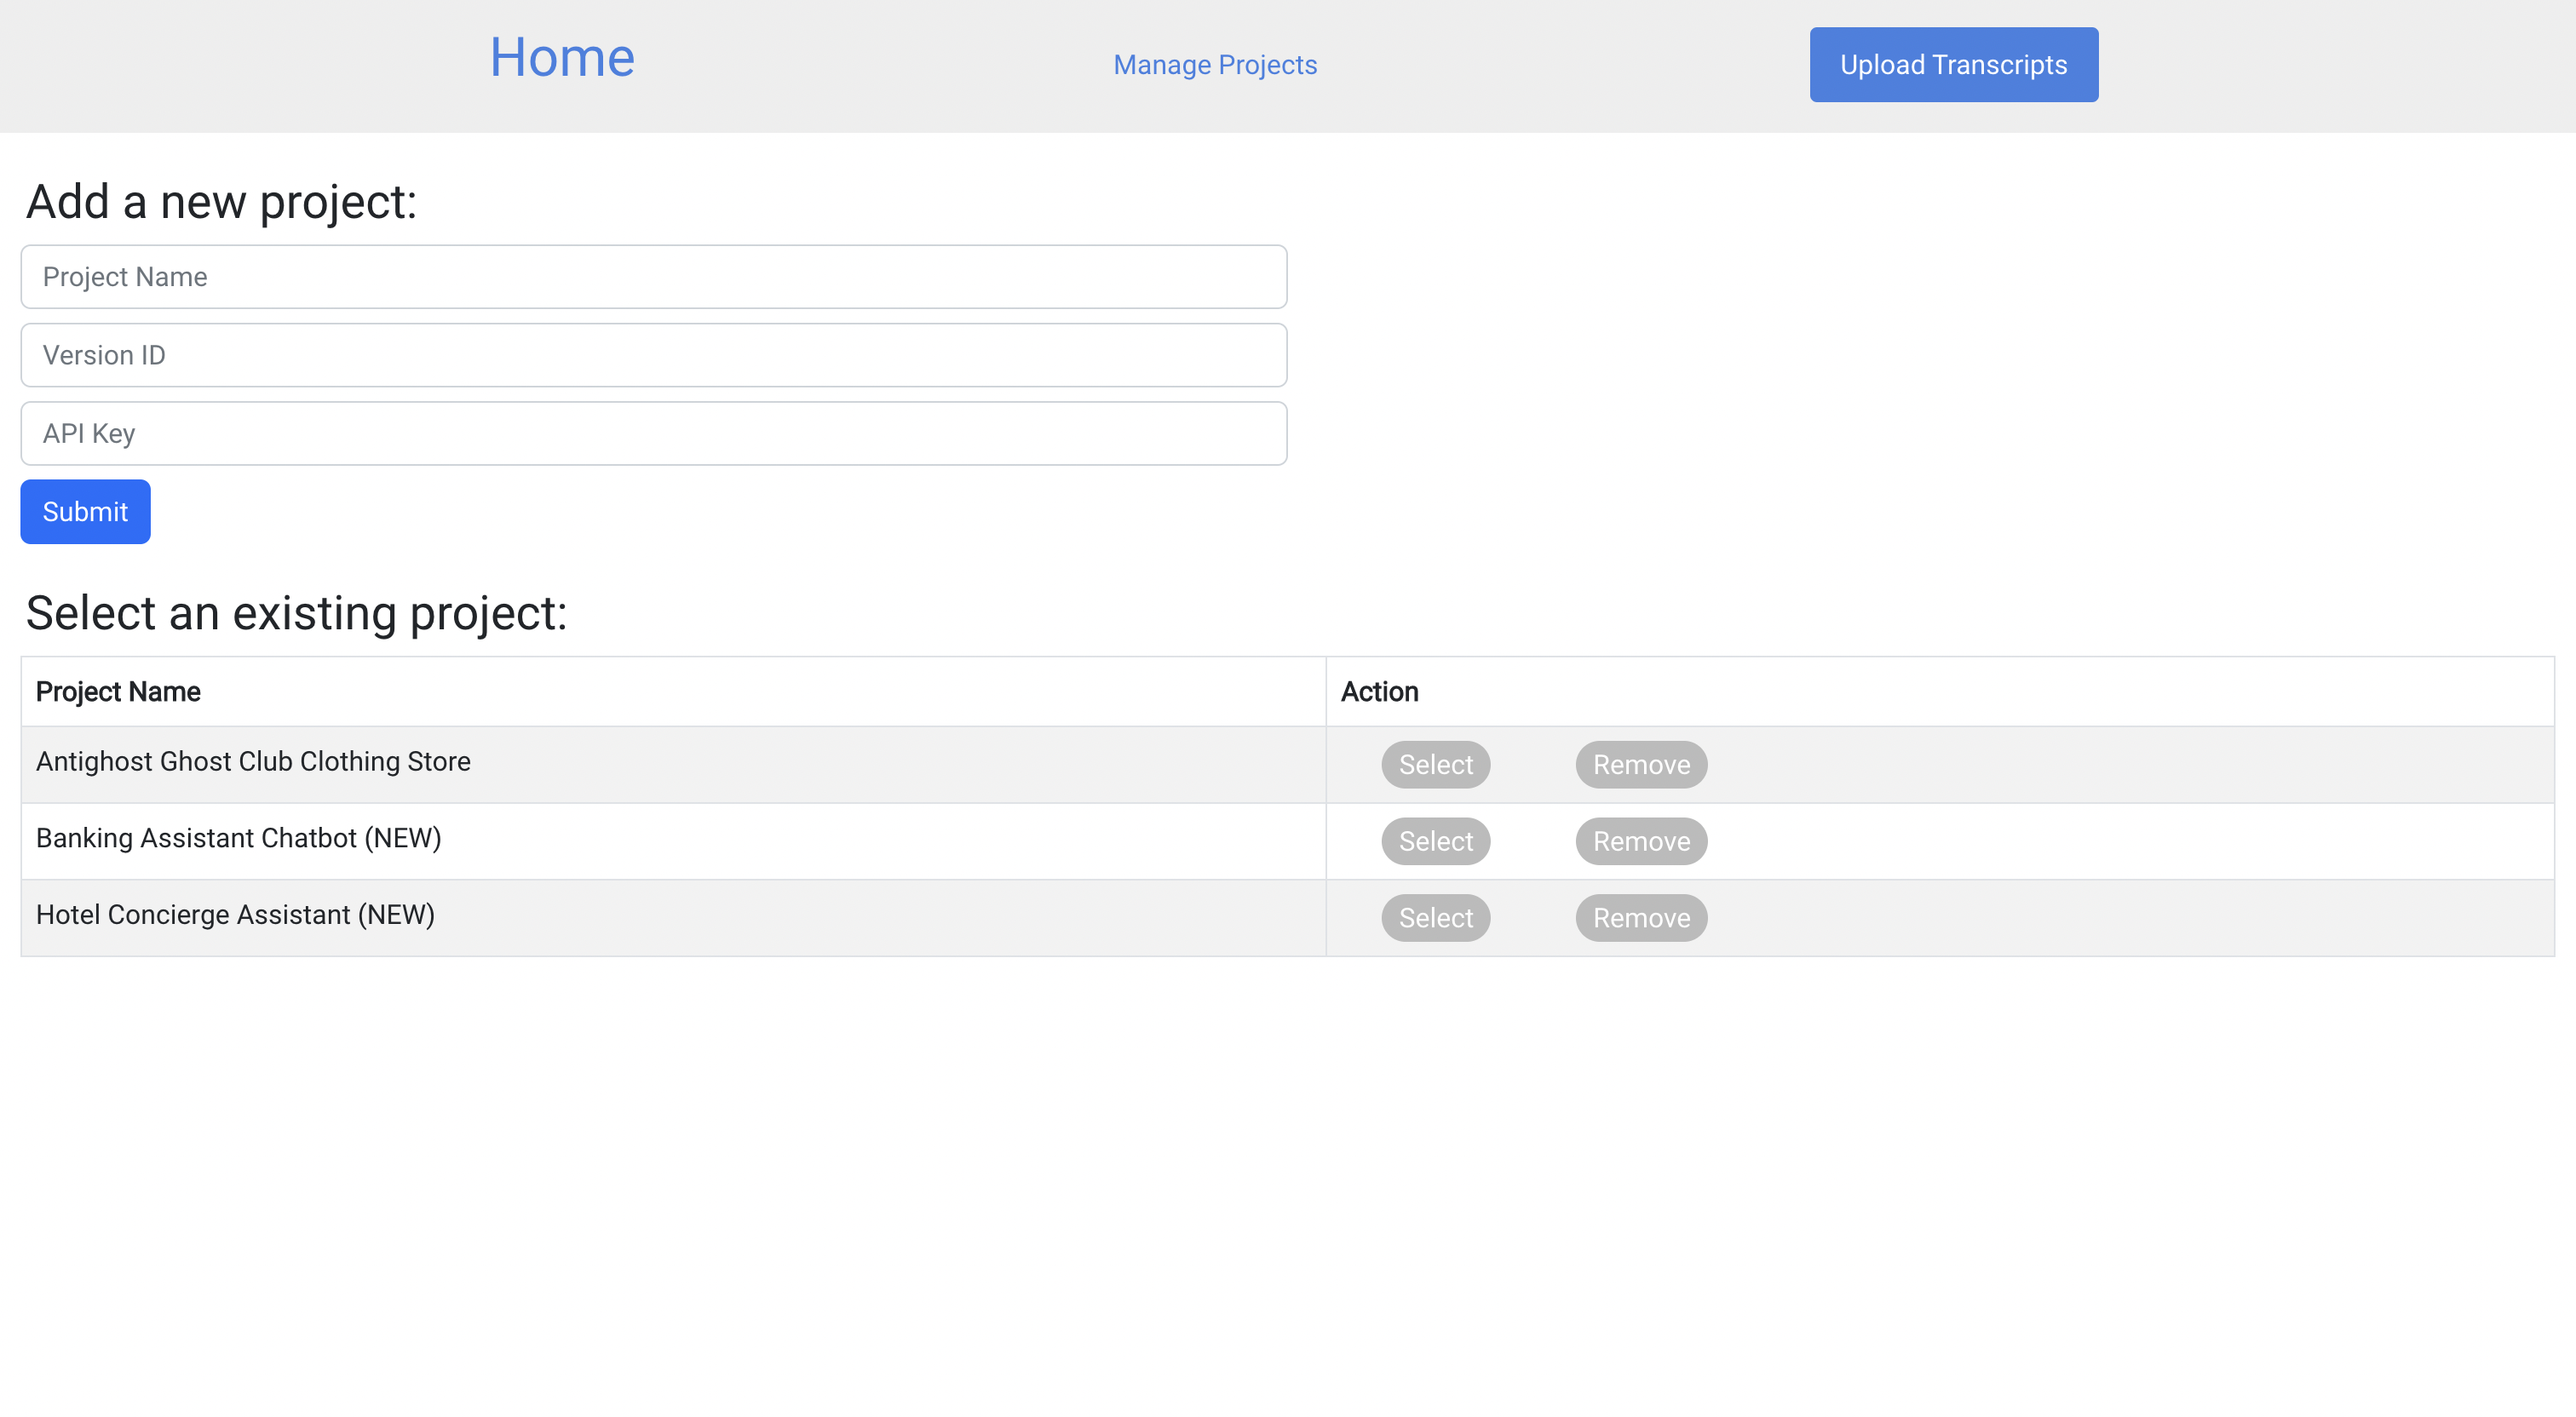 Home
Manage Projects
Upload Transcripts
Add a new project:
Project Name
Version ID
API Key
Submit
Select an existing project:
Project Name Action
Antighost Ghost Club Clothing Store Select Remove
Banking Assistant Chatbot (NEW) Select Remove
Hotel Concierge Assistant (NEW) Select Remove